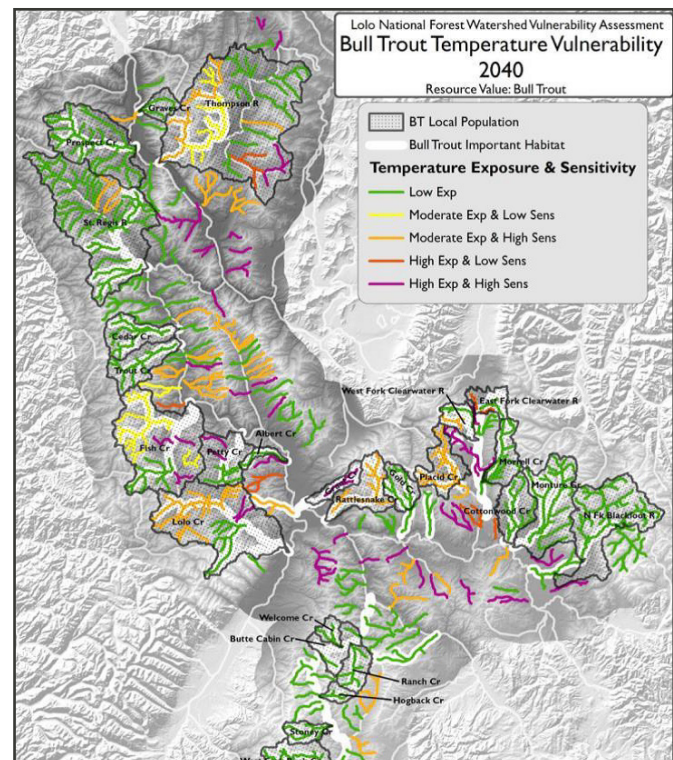 Lolo National Forest Watershed Vulnerability Assessment
Bull Trout Temperature Vulnerability
2040
Resource Value: Bull Trout
BT Local Population
Bull Trout Important Habitat
Temperature Exposure & Sensitivity
Low Exp
Moderate Exp & Low Sens
Moderate Exp & High Sens
High Exp & Low Sens
High Exp & High Sens
Graves Cr
Thompson R
Prospect Cr
St. Regis R
Cedar Cr
Trout Cr
Fish Cr
Petty Cr
Albert Cr
Lolo Cr
Rattlesnake Cr
Gold Cr
West Fork Clearwater R
East Fork Clearwater R
Placid Cr
Morrell Cr
Cottonwood Cr
Monture Cr
N Fk Blackfoot R
Welcome Cr
Butte Cabin Cr
Ranch Cr
Hogback Cr
Stoney Cr